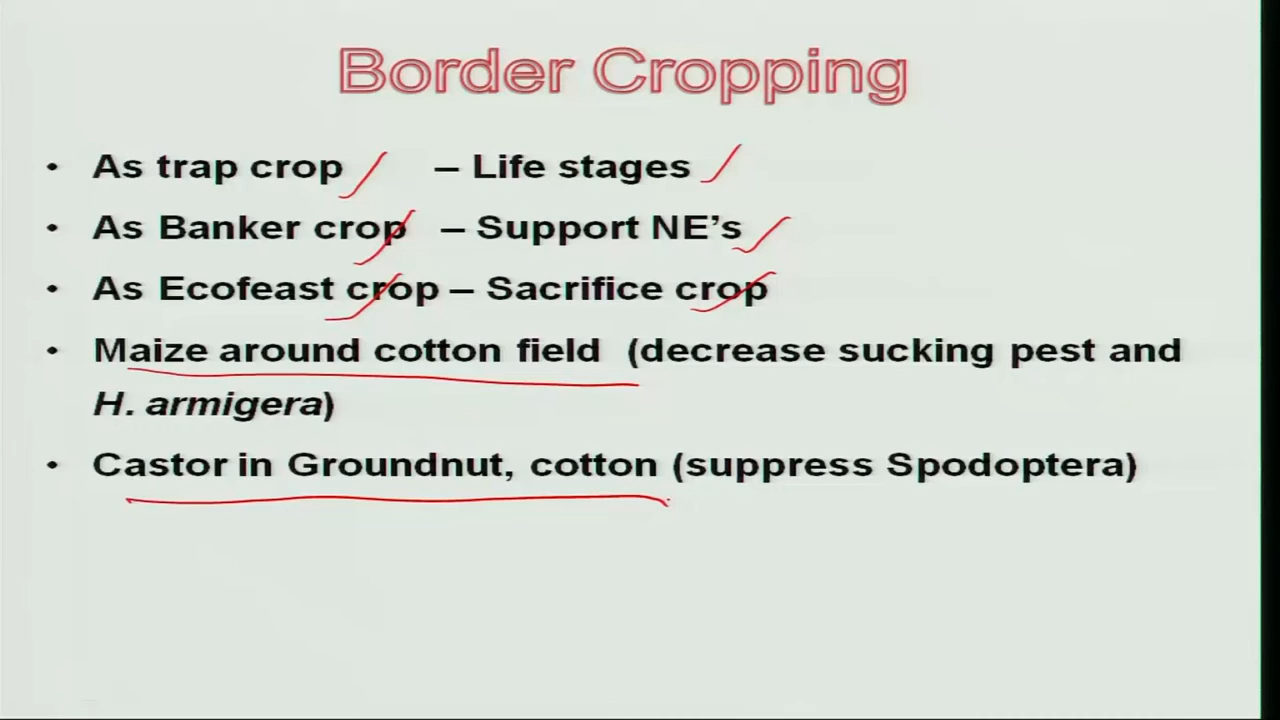 Border Cropping
• As trap crop – Life stages
• As Banker crop – Support NE's
• As Ecofeast crop – Sacrifice crop
• Maize around cotton field (decrease sucking pest and
H. armigera)
• Castor in Groundnut, cotton (suppress Spodoptera)